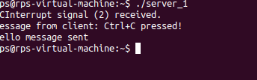 ps@rps-virtual-machine:~$ ./server_1
CInterrupt signal (2) received.
essage from client: Ctrl+C pressed!
ello message sent
ps@rps-virtual-machine:~$